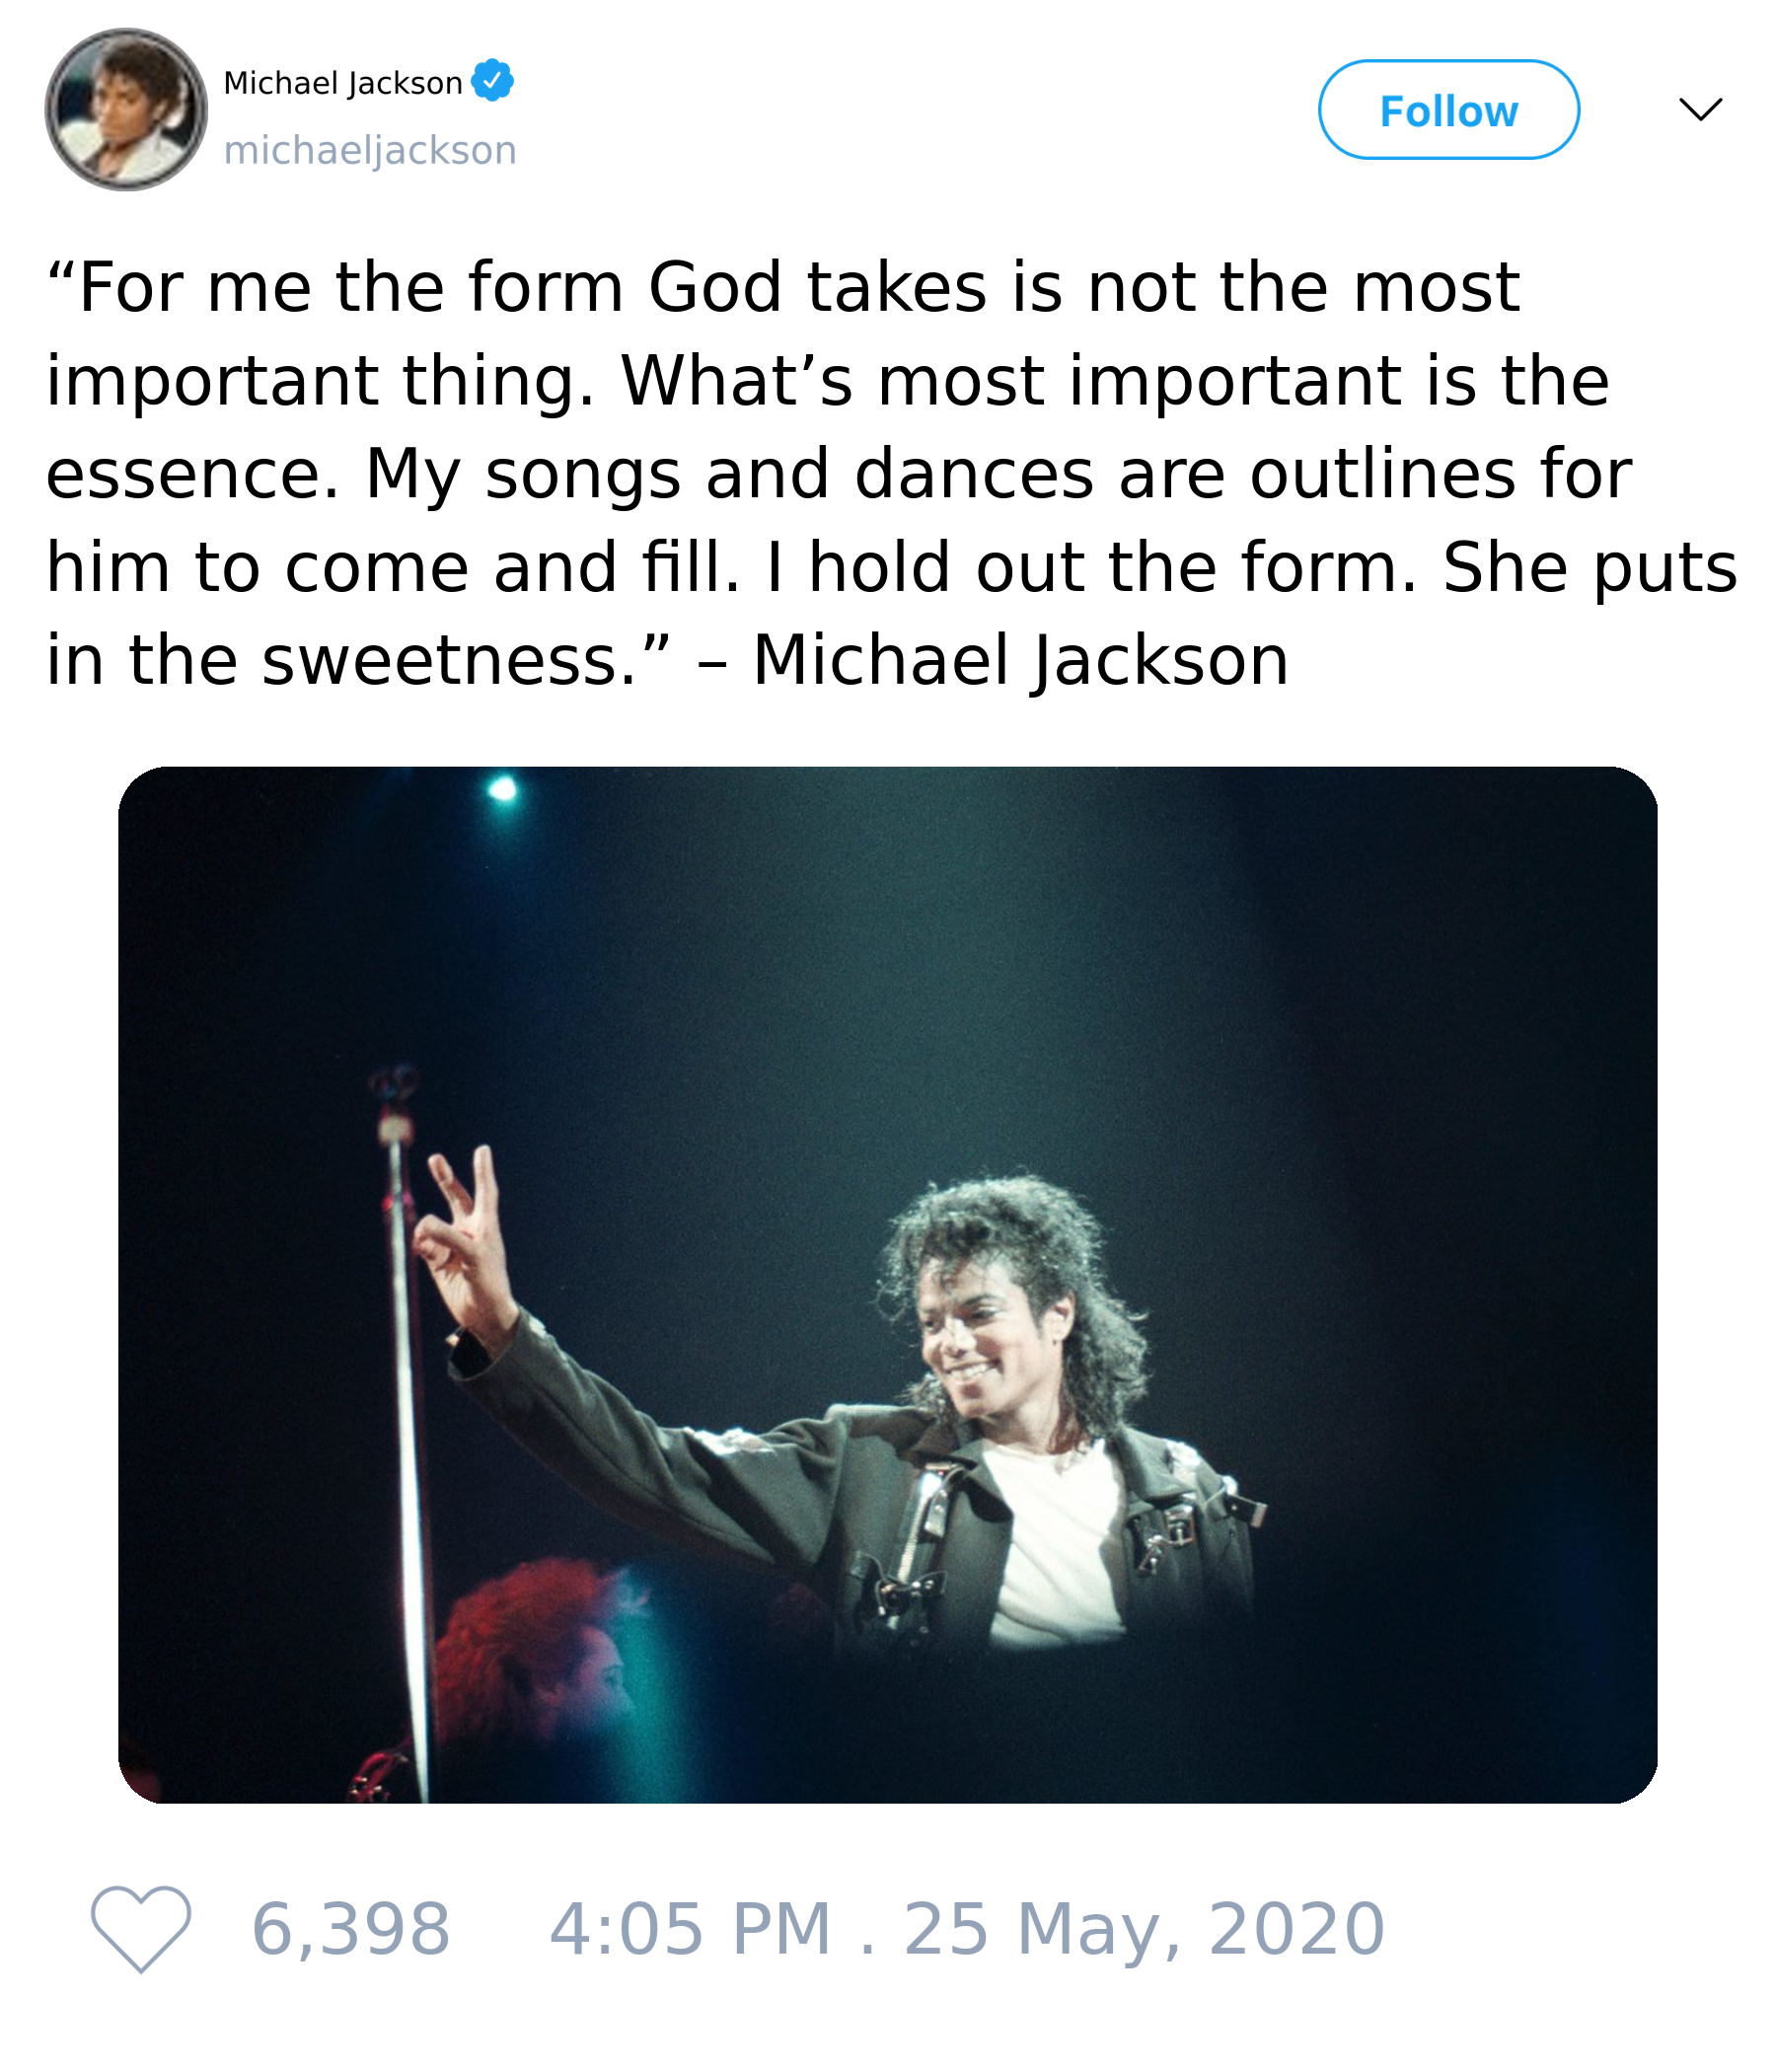 Michael Jackson
michaeljackson
Follow
“For me the form God takes is not the most
important thing. What’s most important is the
essence. My songs and dances are outlines for
him to come and fill. I hold out the form. She puts
in the sweetness.” – Michael Jackson
6,398 4:05 PM . 25 May, 2020